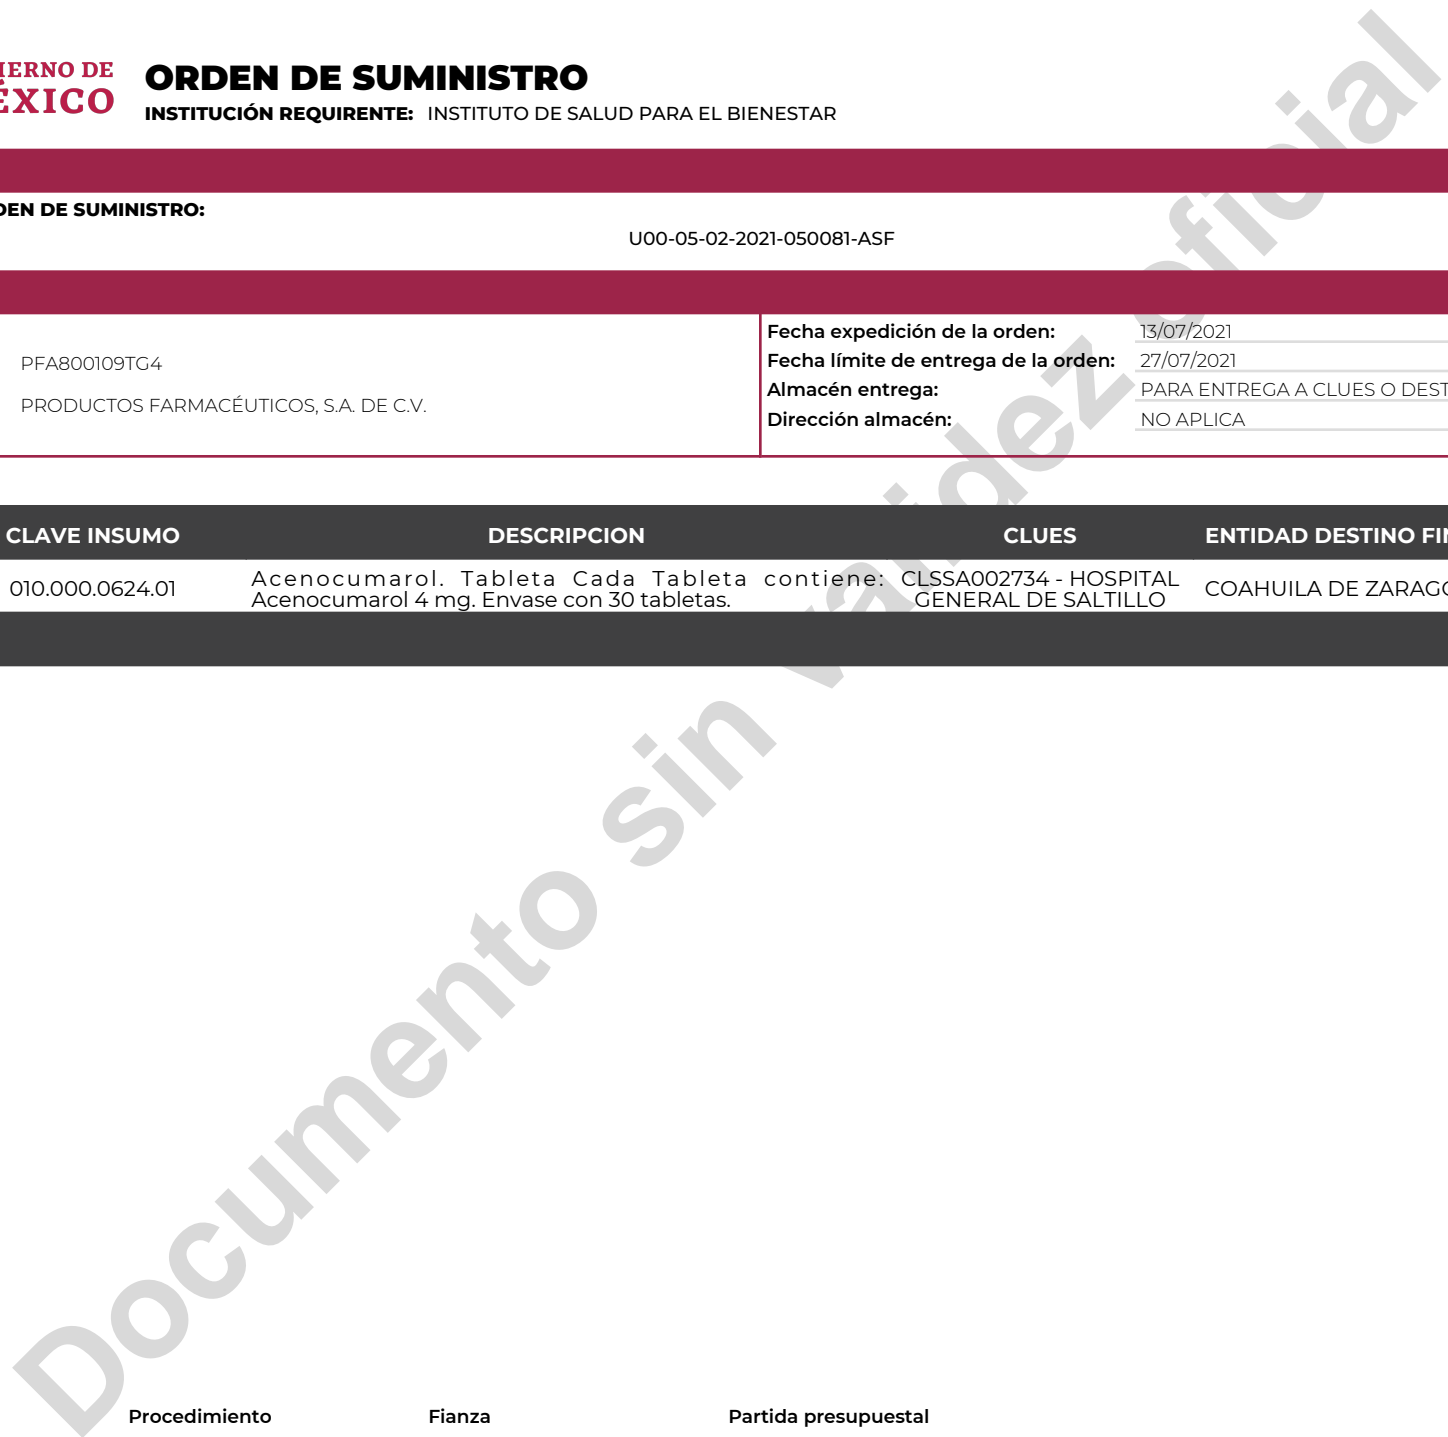 IERNO DE
ÉXICO
ORDEN DE SUMINISTRO
INSTITUCIÓN REQUIRENTE: INSTITUTO DE SALUD PARA EL BIENESTAR
DEN DE SUMINISTRO:
U00-05-02-2021-050081-ASF
PFA800109TG4
PRODUCTOS FARMACÉUTICOS, S.A. DE C.V.
Fecha expedición de la orden: 13/07/2021
Fecha límite de entrega de la orden: 27/07/2021
Almacén entrega: PARA ENTREGA A CLUES O DEST
Dirección almacén: NO APLICA
CLAVE INSUMO DESCRIPCION CLUES ENTIDAD DESTINO FIN
010.000.0624.01
Acenocumarol. Tableta Cada Tableta contiene:
Acenocumarol 4 mg. Envase con 30 tabletas.
CLSSA002734 - HOSPITAL
GENERAL DE SALTILLO
COAHUILA DE ZARAGO
Documento sin validez oficial
Procedimiento Fianza Partida presupuestal